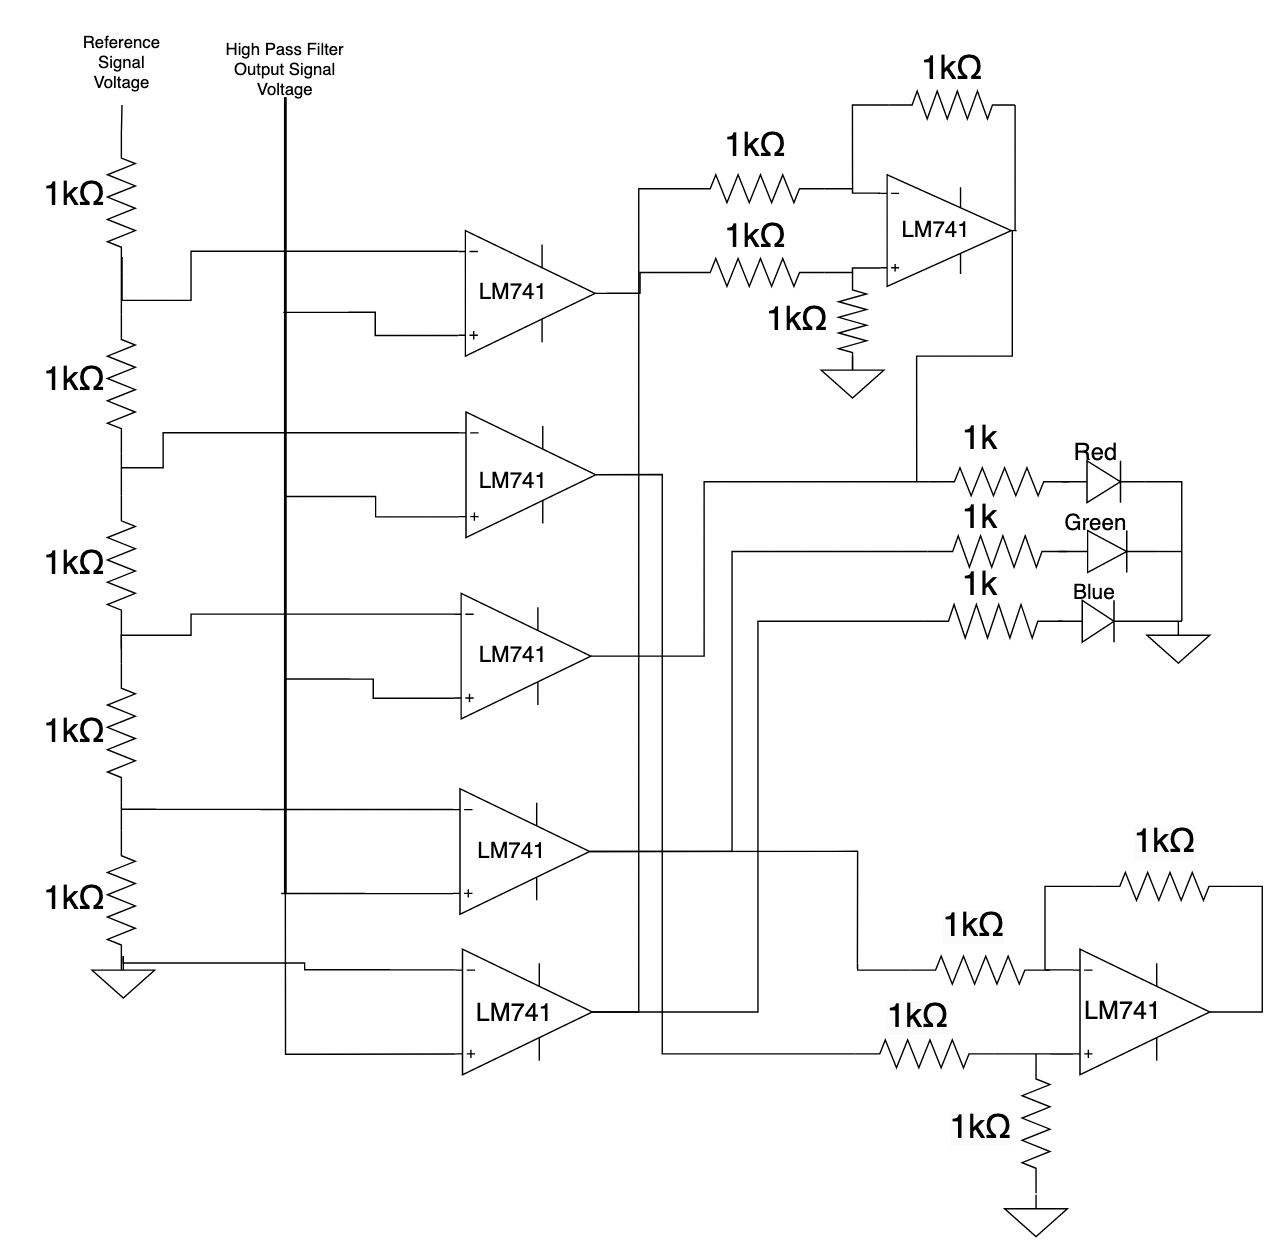 Reference
Signal
Voltage
High Pass Filter
Output Signal
Voltage
1kΩ
1kΩ
1kΩ
1kΩ
1kΩ
−
LM741
+
−
LM741
+
−
LM741
+
−
LM741
+
−
LM741
+
1kΩ
1kΩ
1kΩ
1kΩ
−
LM741
+
1k
Red
1k
Green
1k
Blue
1kΩ
1kΩ
1kΩ
1kΩ
−
LM741
+